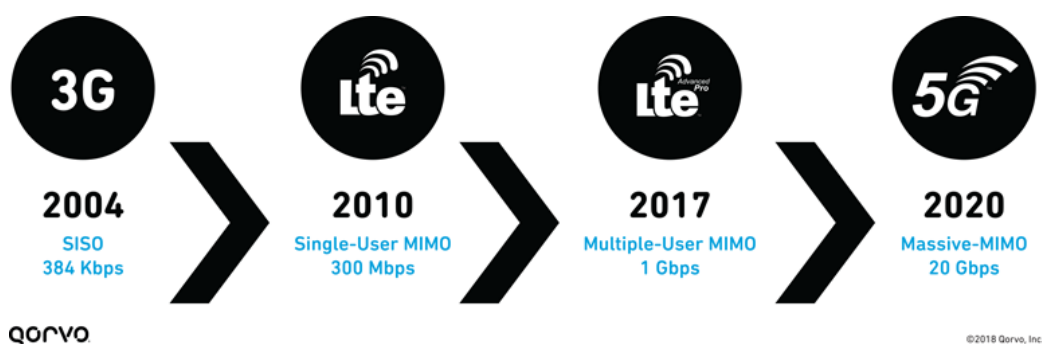 3G
Lte
Lte Advanced Pro
5G
2004
SISO
384 Kbps
2010
Single-User MIMO
300 Mbps
2017
Multiple-User MIMO
1 Gbps
2020
Massive-MIMO
20 Gbps
QORVO
©2018 Qorvo, Inc